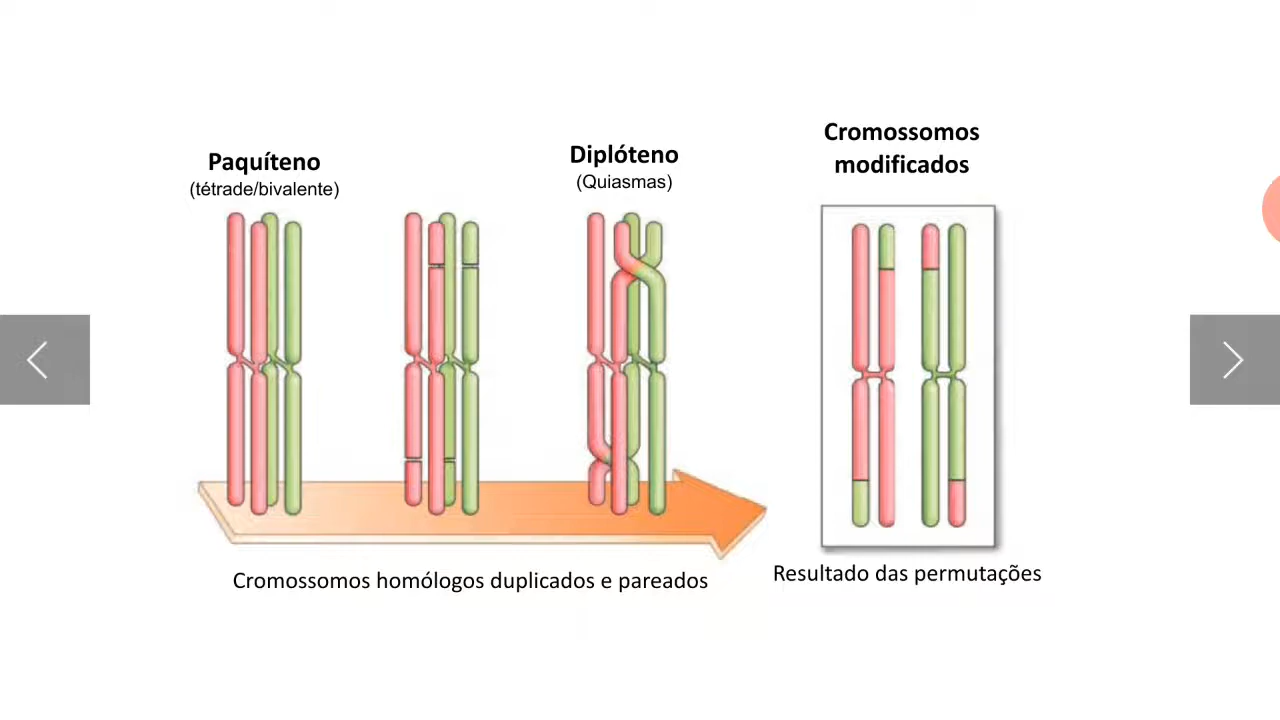 Paquíteno
(tétrade/bivalente)
Diplóteno
(Quiasmas)
Cromossomos
modificados
Cromossomos homólogos duplicados e pareados
Resultado das permutações